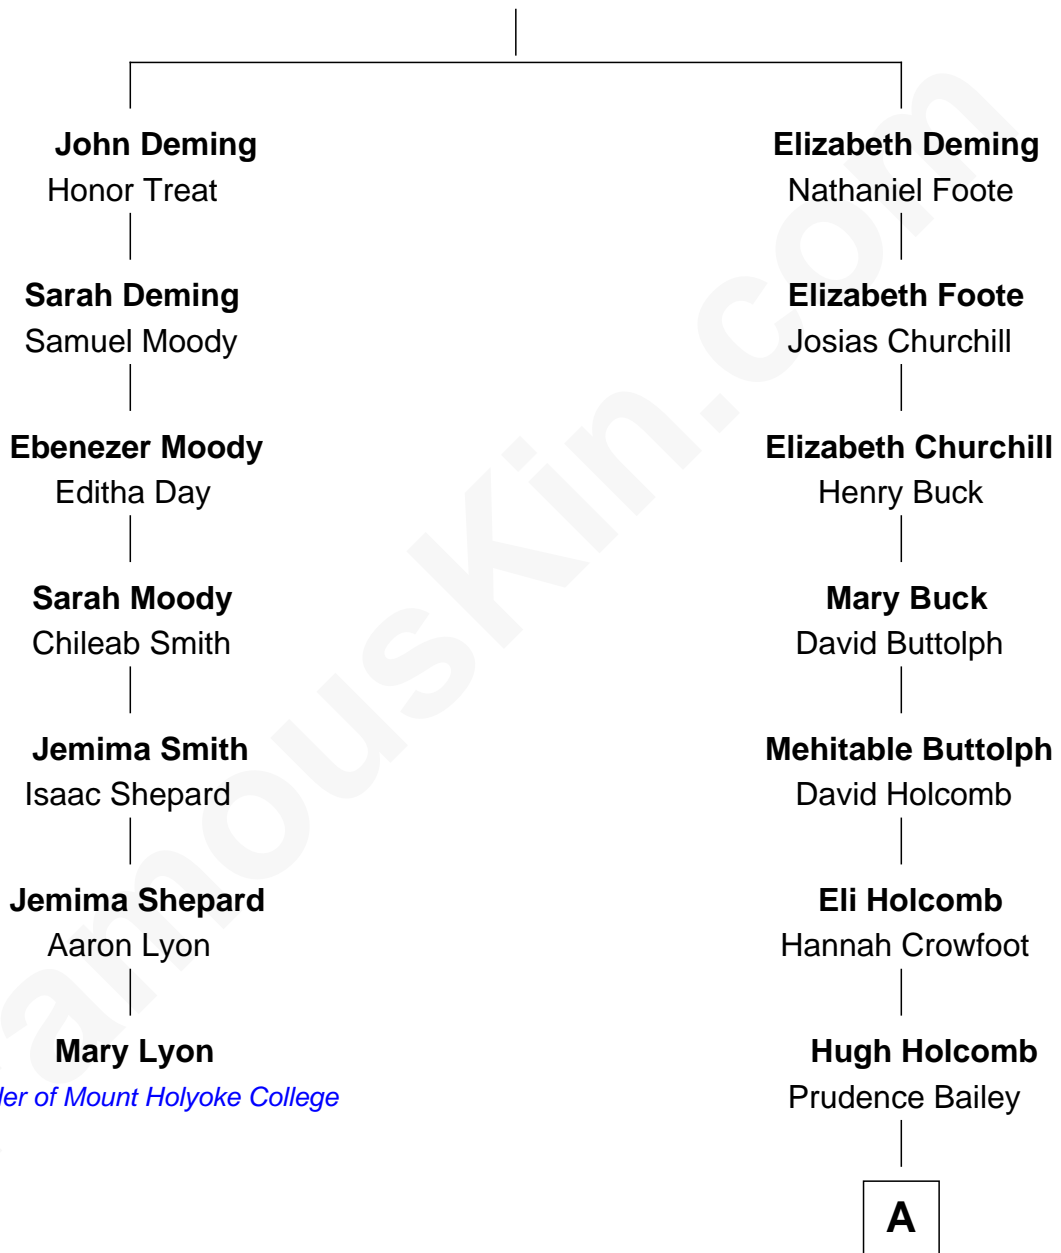 John Deming
Honor Treat
Elizabeth Deming
Nathaniel Foote
Sarah Deming
Samuel Moody
Elizabeth Foote
Josias Churchill
Ebenezer Moody
Editha Day
Elizabeth Churchill
Henry Buck
Sarah Moody
Chileab Smith
Mary Buck
David Buttolph
Jemima Smith
Isaac Shepard
Mehitable Buttolph
David Holcomb
Jemima Shepard
Aaron Lyon
Eli Holcomb
Hannah Crowfoot
Mary Lyon
der of Mount Holyoke College
Hugh Holcomb
Prudence Bailey
A
amousKin.com